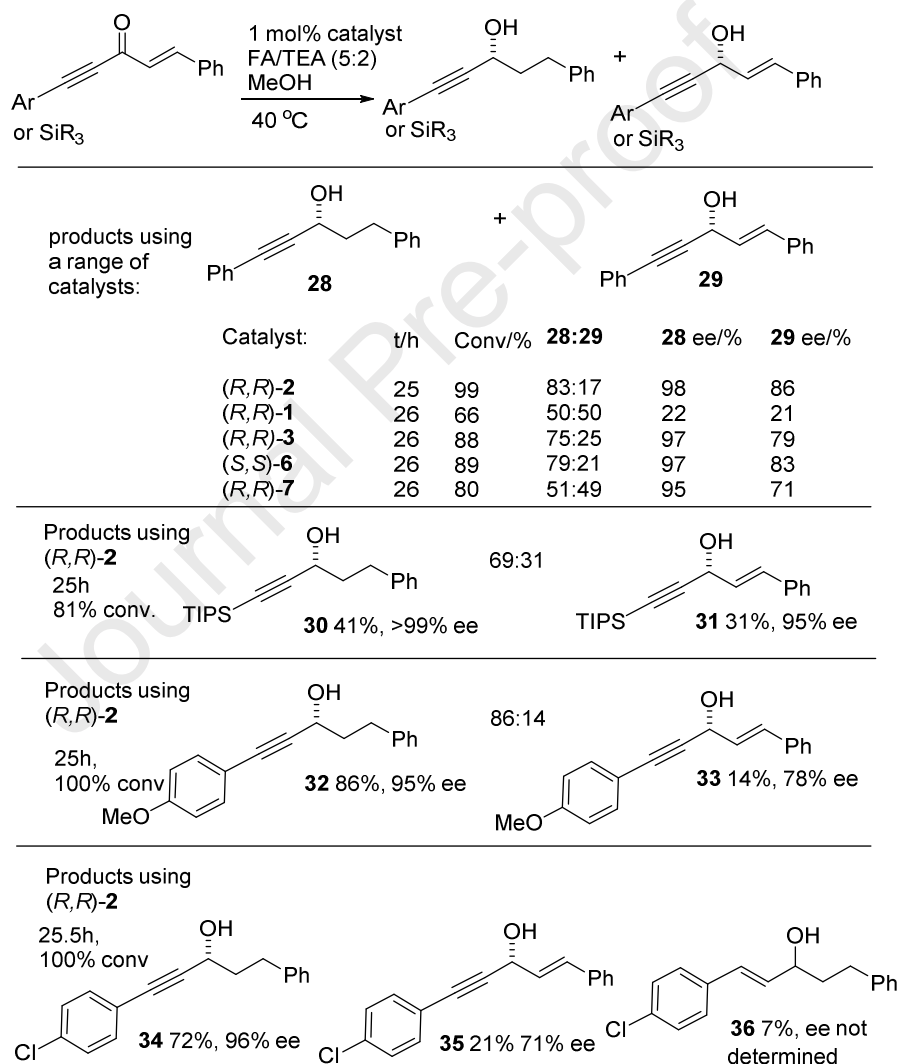 O
1 mol% catalyst
FA/TEA (5:2)
MeOH
40 °C
Ph
Ar
or SiR3
OH
Ph
Ar
or SiR3
+
OH
Ph
Ar
or SiR3
products using
a range of
catalysts:
OH
Ph
Ph
28
+
OH
Ph
Ph
29
Catalyst: t/h Conv/% 28:29 28 ee/% 29 ee/%
(R,R)-2 25 99 83:17 98 86
(R,R)-1 26 66 50:50 22 21
(R,R)-3 26 88 75:25 97 79
(S,S)-6 26 89 79:21 97 83
(R,R)-7 26 80 51:49 95 71
Products using
(R,R)-2
25h
81% conv.
OH
Ph
TIPS
30 41%, >99% ee
69:31
OH
Ph
TIPS
31 31%, 95% ee
Products using
(R,R)-2
25h,
100% conv
OH
Ph
MeO
32 86%, 95% ee
86:14
OH
Ph
MeO
33 14%, 78% ee
Products using
(R,R)-2
25.5h,
100% conv
OH
Ph
Cl
34 72%, 96% ee
OH
Ph
Cl
35 21% 71% ee
OH
Ph
Cl
36 7%, ee not
determined
Journal Pre-proof